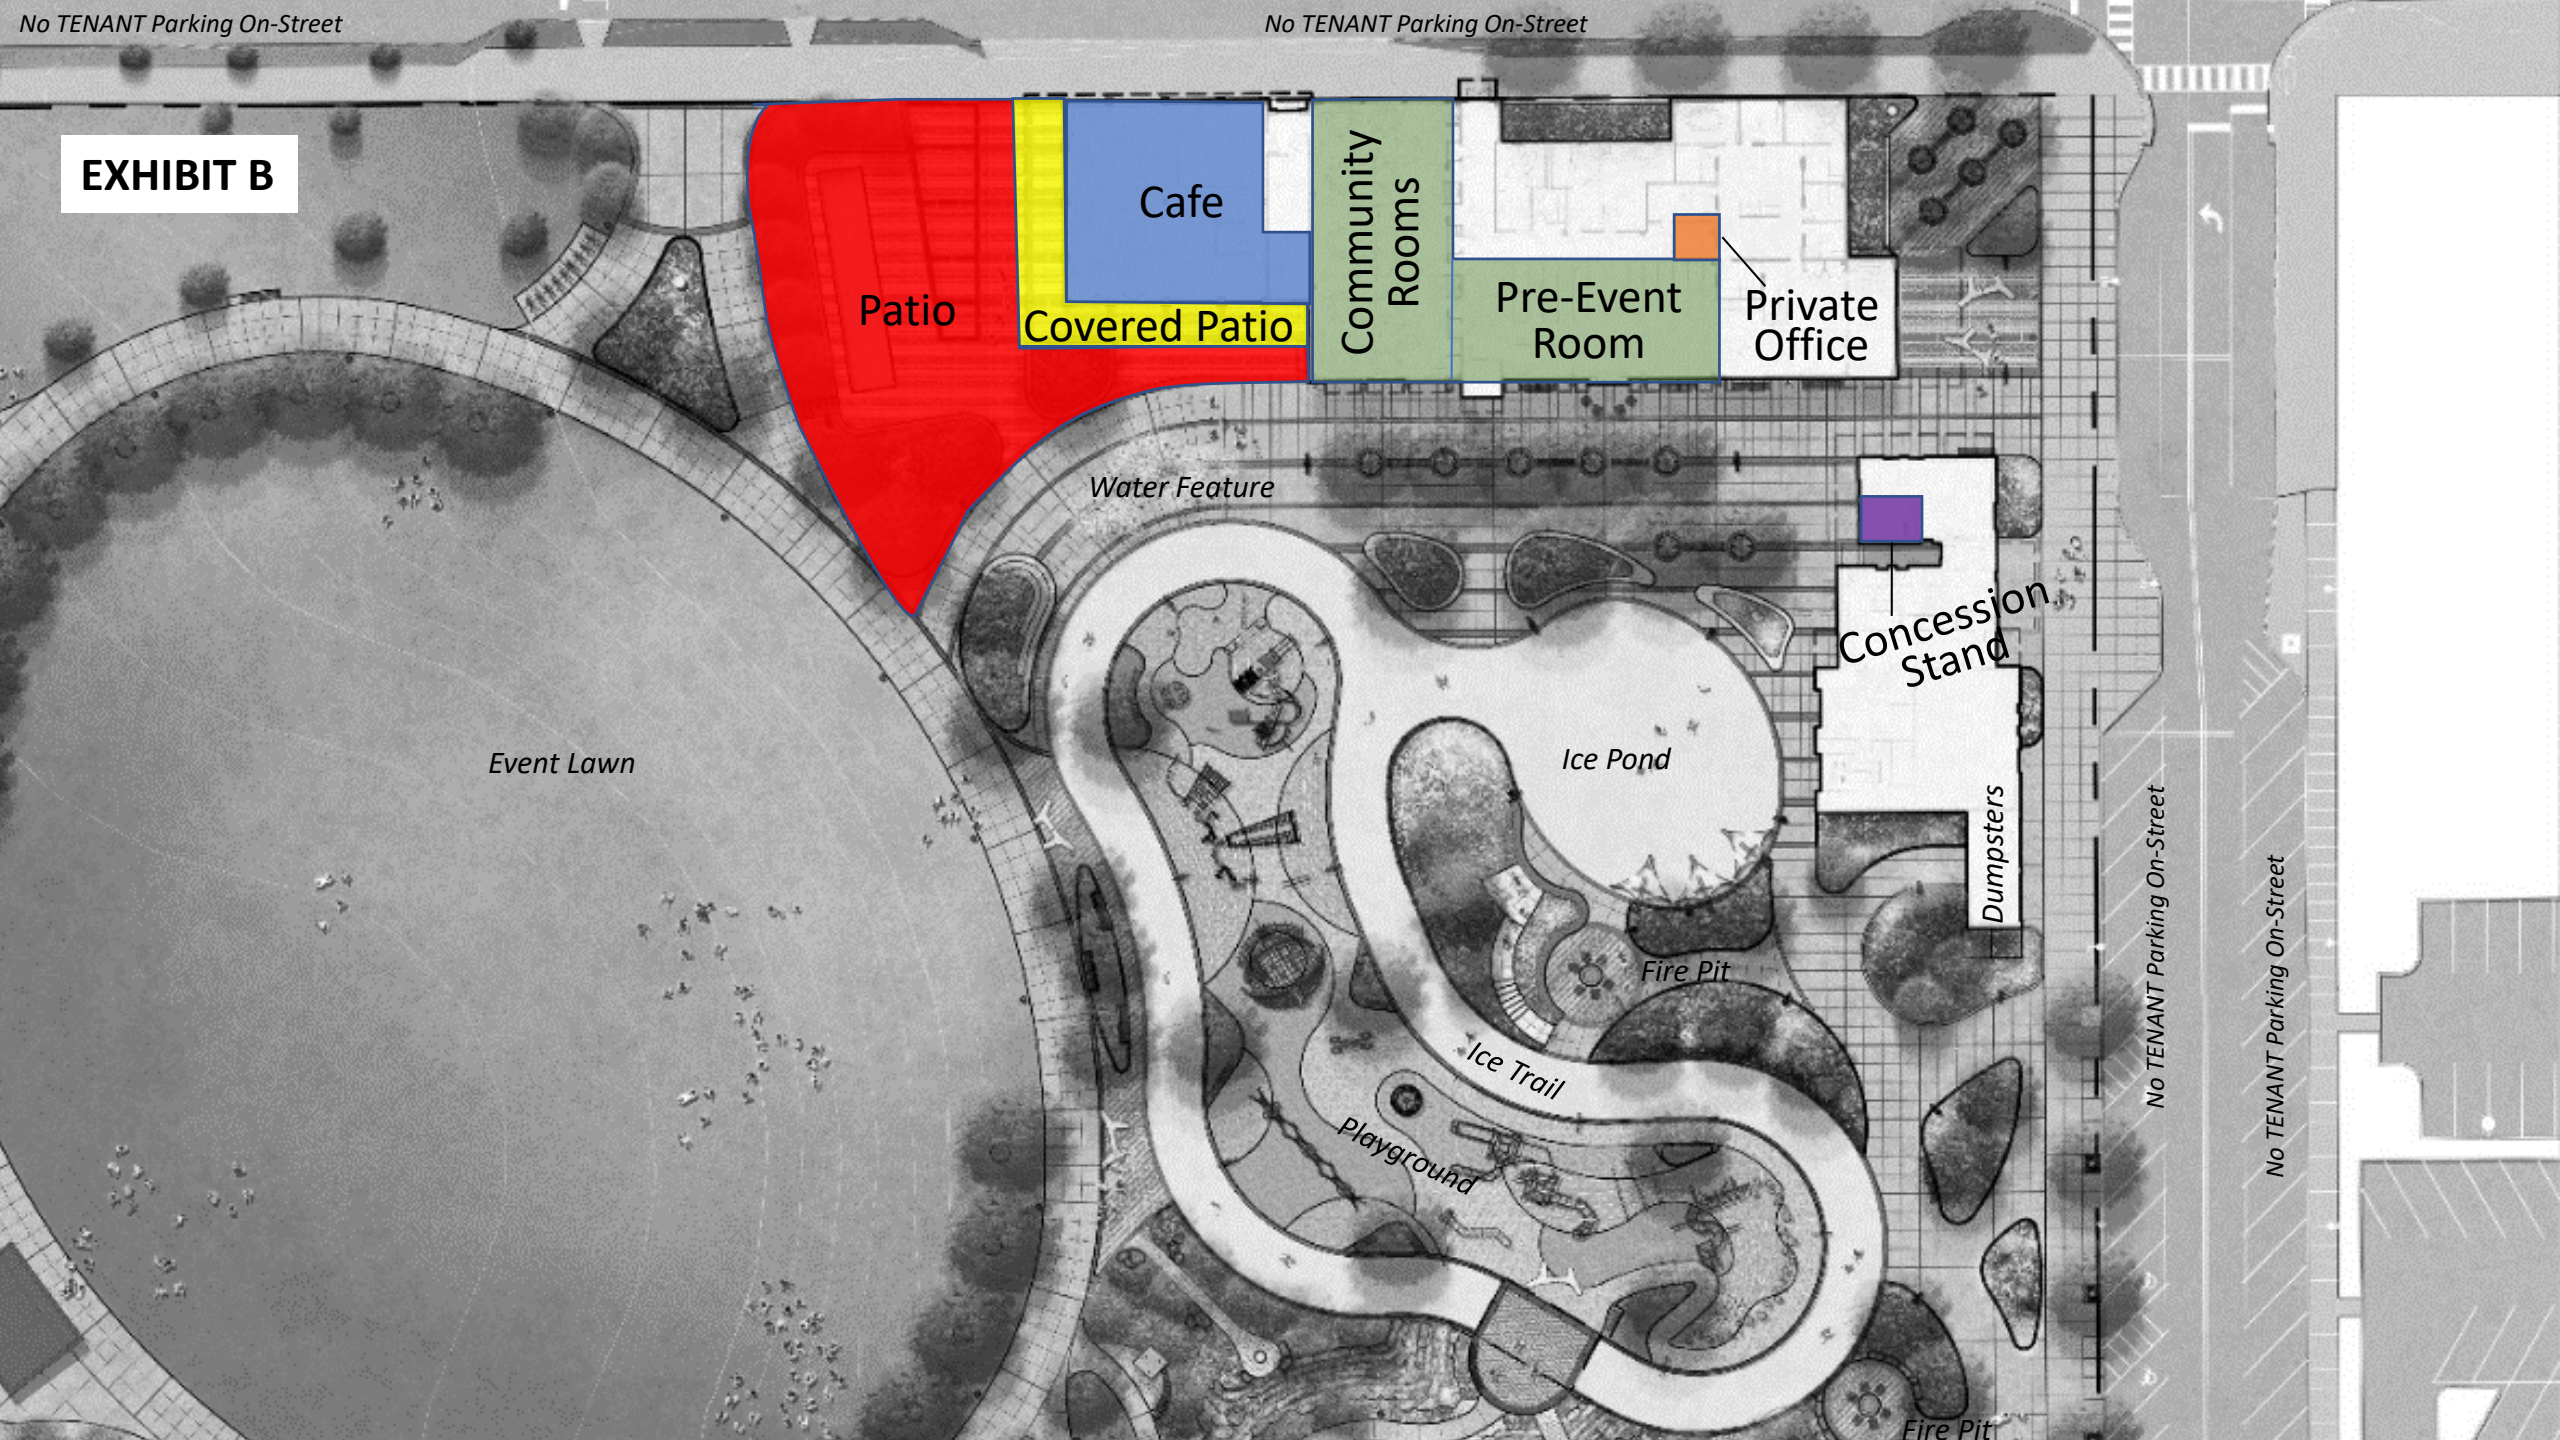 No TENANT Parking On-Street
No TENANT Parking On-Street
EXHIBIT B
Patio
Covered Patio
Cafe
Community
Rooms
Pre-Event
Room
Private
Office
Water Feature
Concession
Stand
Event Lawn
Ice Pond
Dumpsters
No TENANT Parking On-Street
No TENANT Parking On-Street
Fire Pit
Ice Trail
Playground
Fire Pit